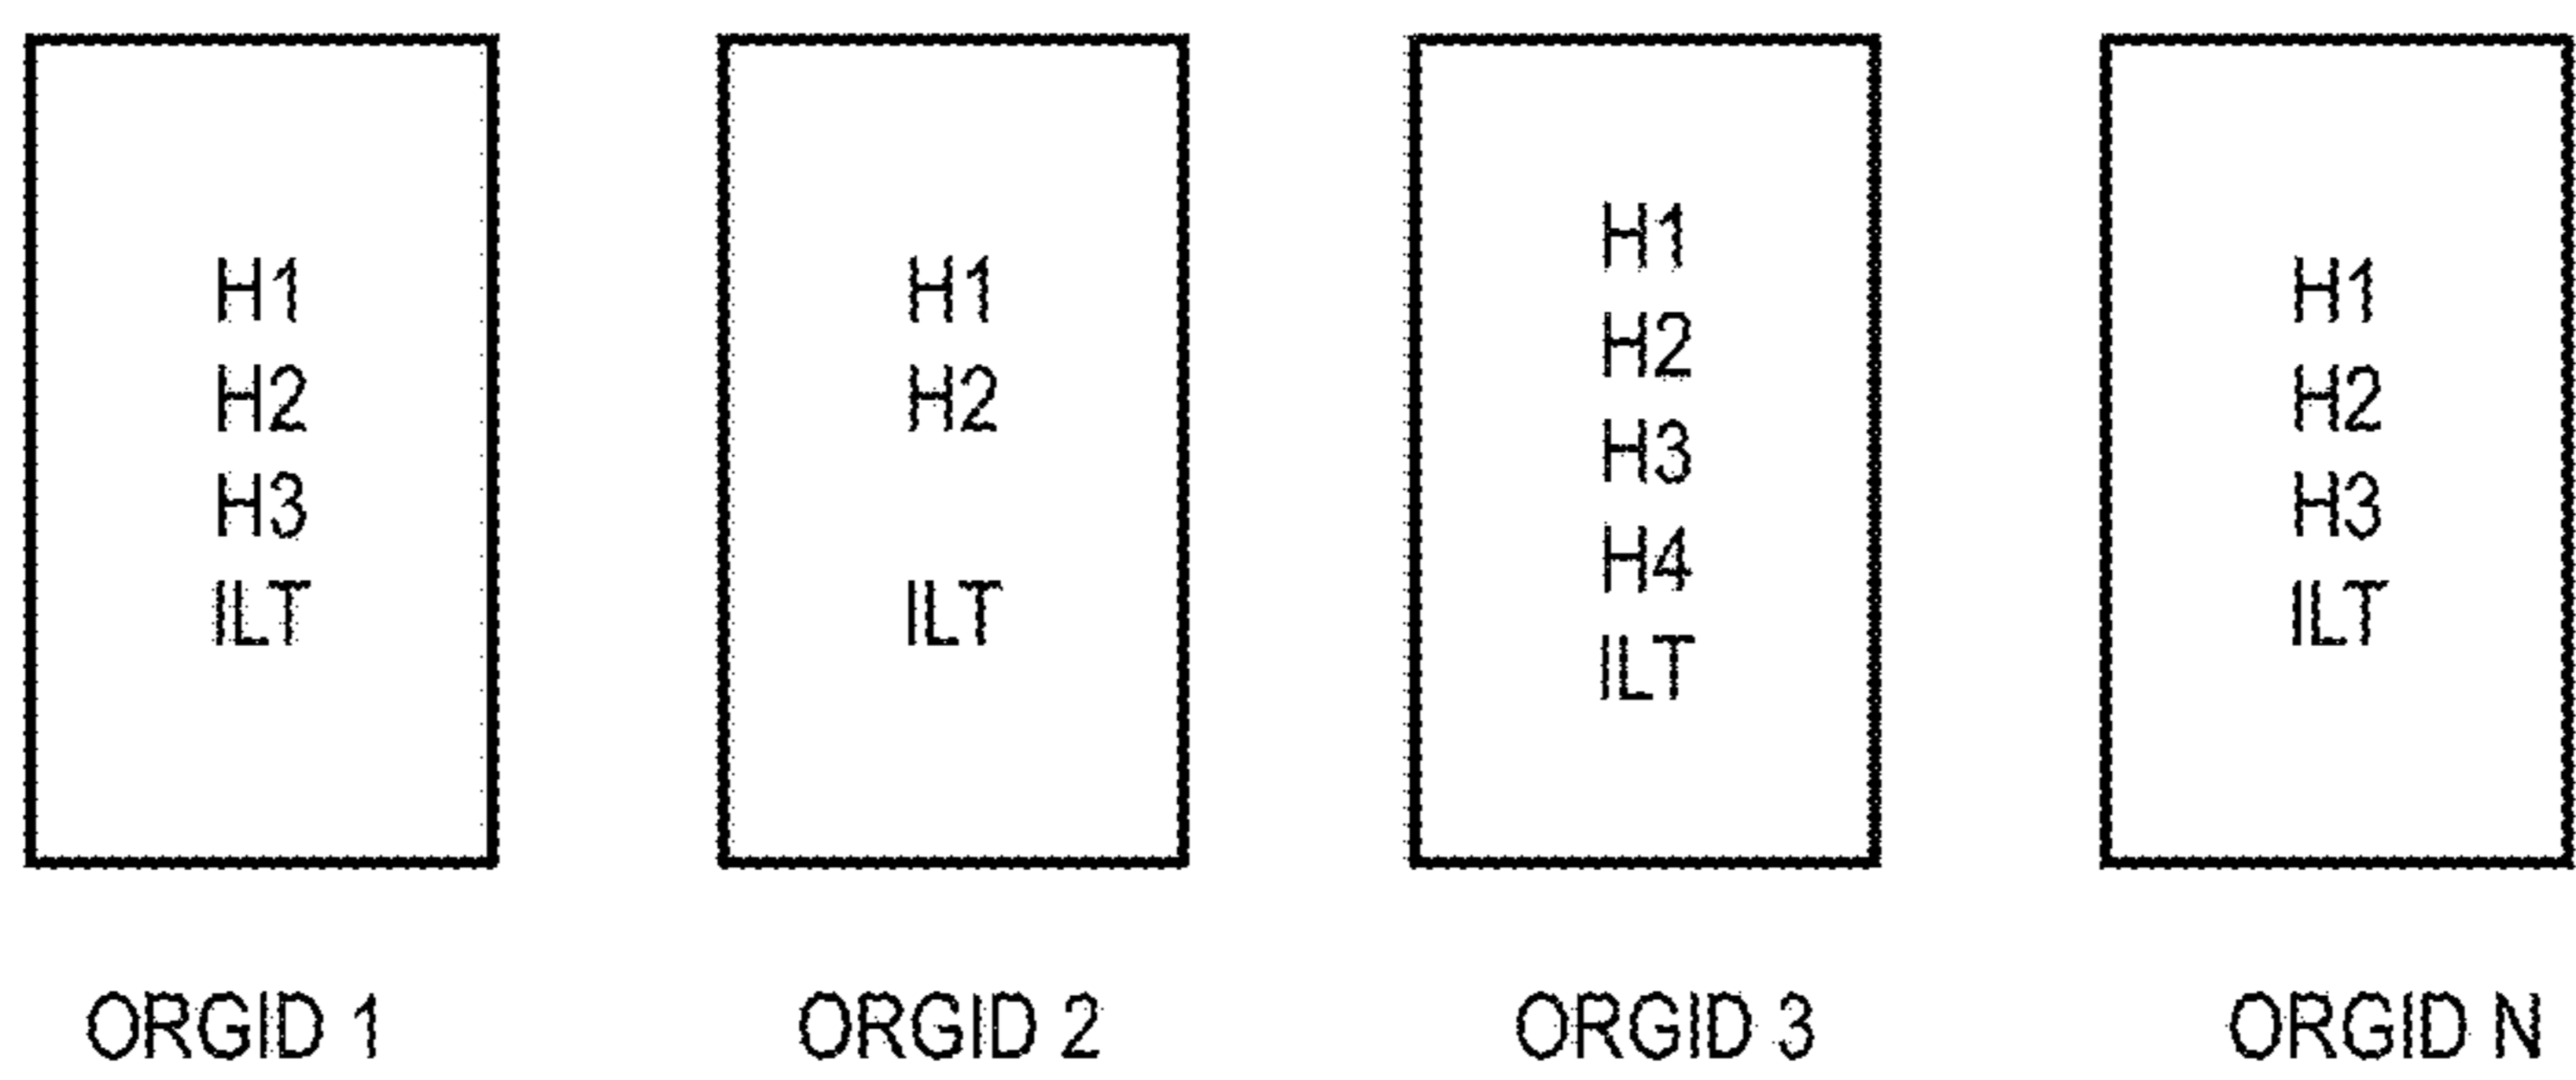 H1
H2
H3
ILT
H1
H2
ILT
H1
H2
H3
H4
ILT
H1
H2
H3
ILT
ORGID 1
ORGID 2
ORGID 3
ORGID N